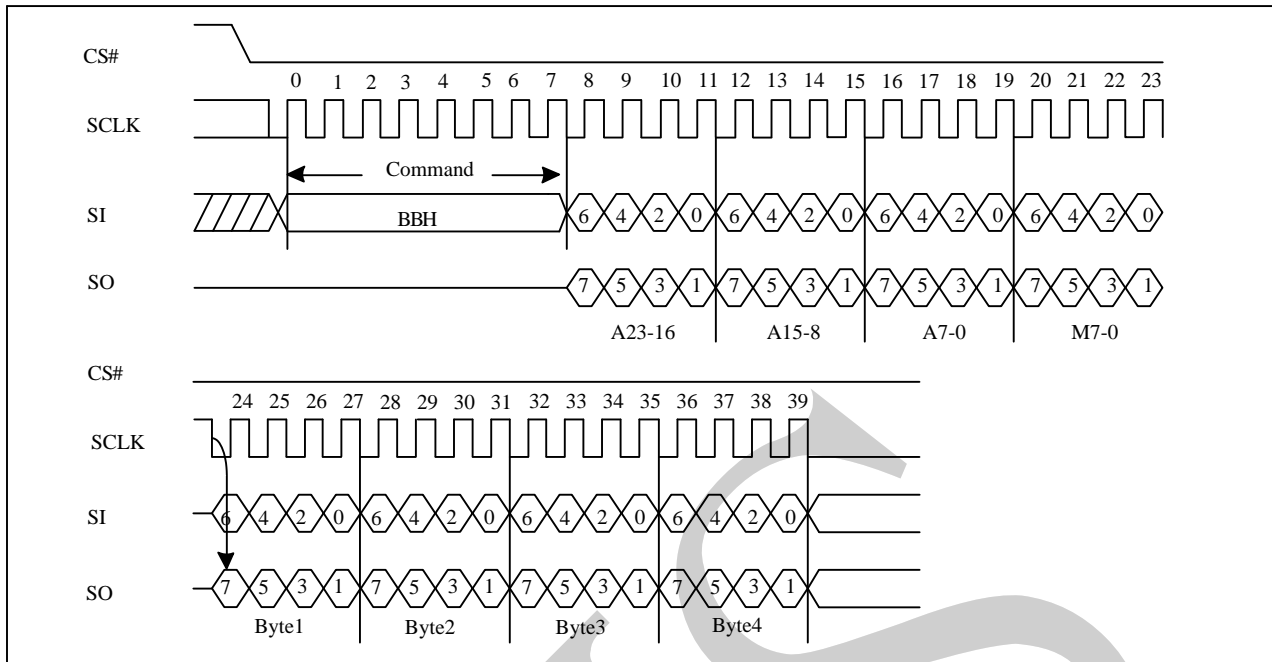 CS#
0 1 2 3 4 5 6 7 8 9 10 11 12 13 14 15 16 17 18 19 20 21 22 23
SCLK
Command
SI
BBH
6 4 2 0 6 4 2 0 6 4 2 0 6 4 2 0
SO
7 5 3 1 7 5 3 1 7 5 3 1 7 5 3 1
A23-16 A15-8 A7-0 M7-0
CS#
24 25 26 27 28 29 30 31 32 33 34 35 36 37 38 39
SCLK
SI
6 4 2 0 6 4 2 0 6 4 2 0 6 4 2 0
SO
7 5 3 1 7 5 3 1 7 5 3 1 7 5 3 1
Byte1 Byte2 Byte3 Byte4